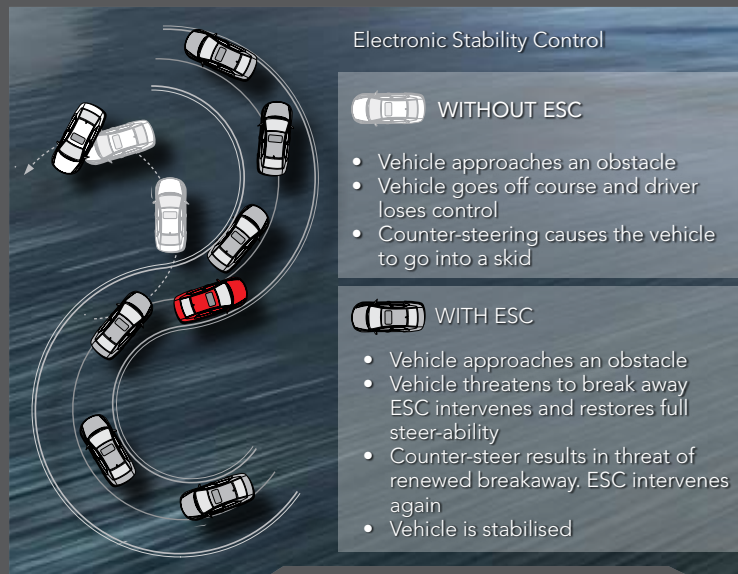 Electronic Stability Control
WITHOUT ESC
• Vehicle approaches an obstacle
• Vehicle goes off course and driver
loses control
• Counter-steering causes the vehicle
to go into a skid
WITH ESC
• Vehicle approaches an obstacle
• Vehicle threatens to break away
ESC intervenes and restores full
steer-ability
• Counter-steer results in threat of
renewed breakaway. ESC intervenes
again
• Vehicle is stabilised